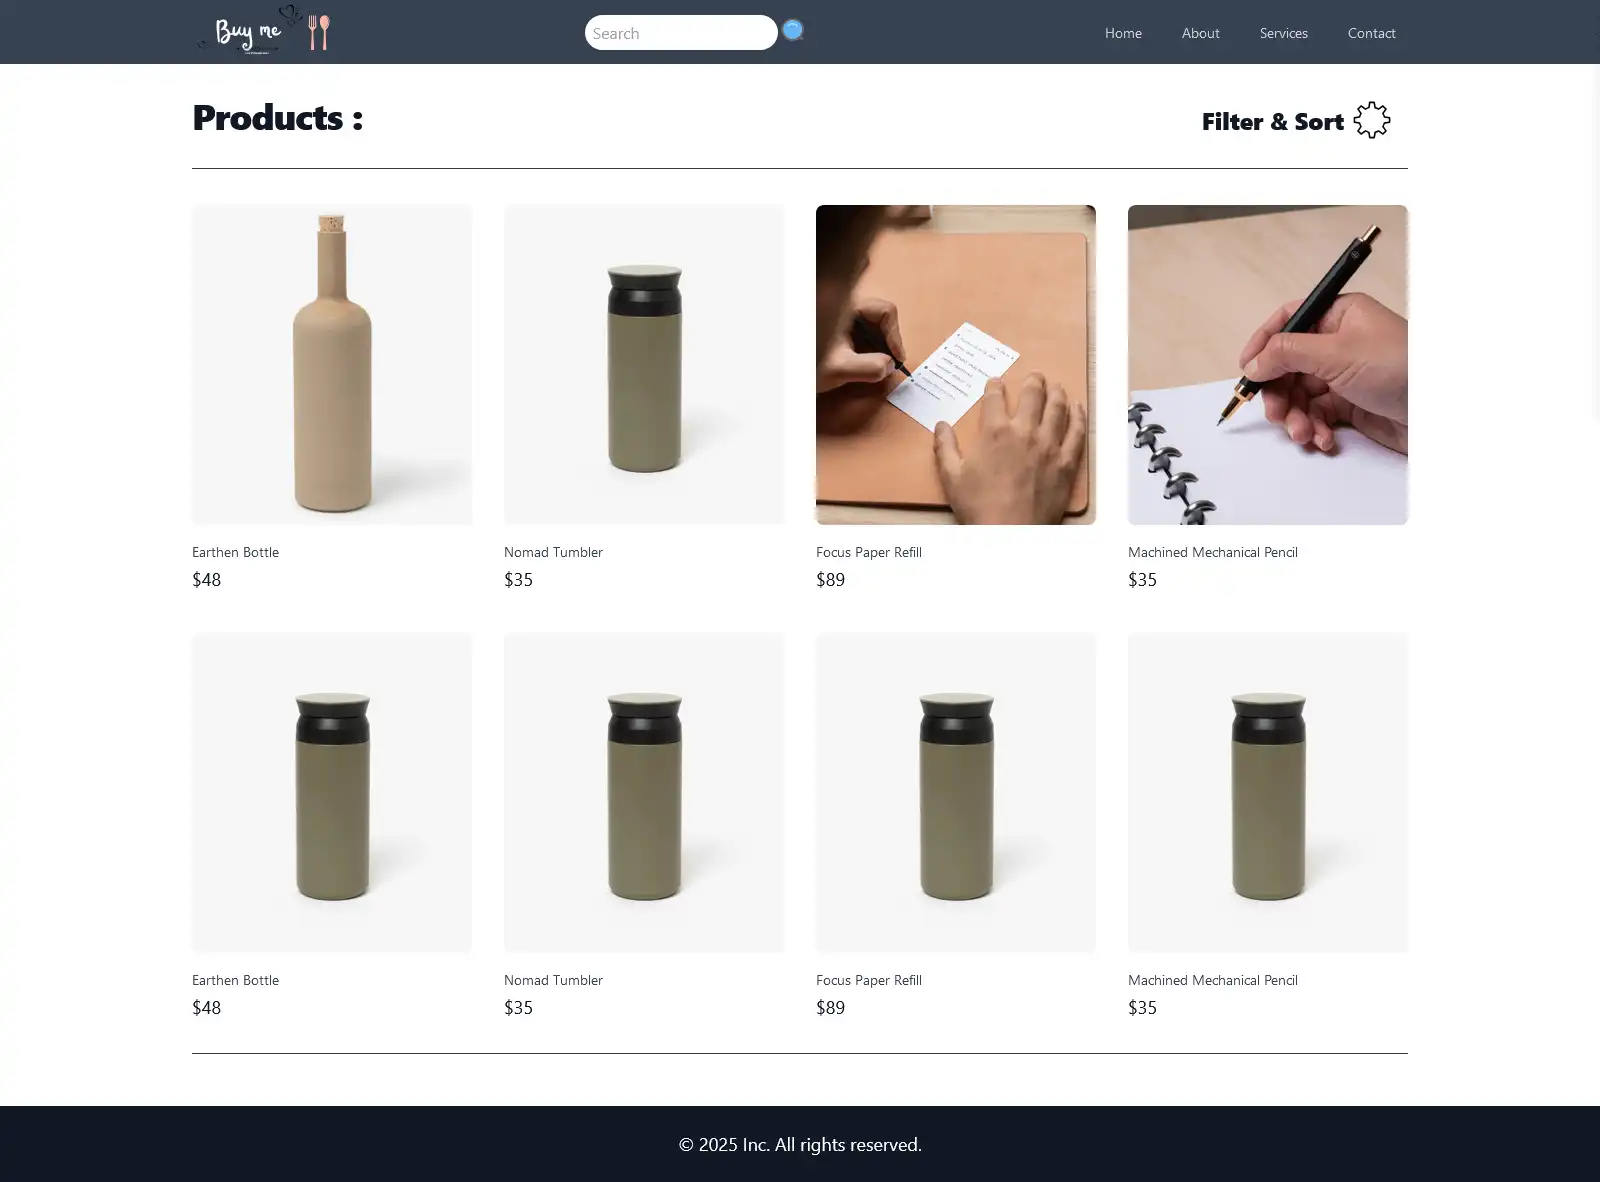 Buy me
Search
Home
About
Services
Contact
Products :
Filter & Sort
Earthen Bottle
$48
Nomad Tumbler
$35
Focus Paper Refill
$89
Machined Mechanical Pencil
$35
Earthen Bottle
$48
Nomad Tumbler
$35
Focus Paper Refill
$89
Machined Mechanical Pencil
$35
© 2025 Inc. All rights reserved.